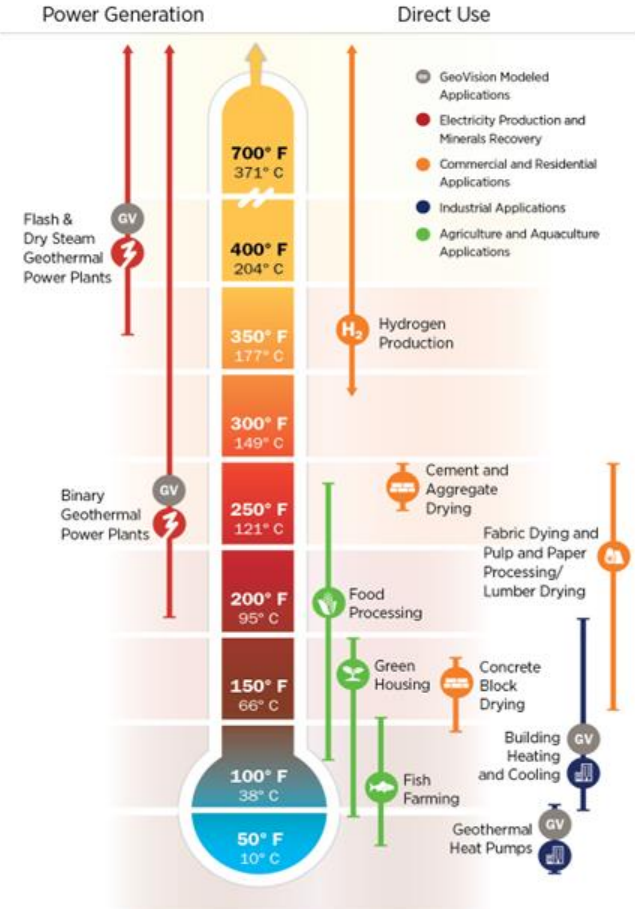 Power Generation
Direct Use
GV
GeoVision Modeled
Applications
Electricity Production and
Minerals Recovery
Commercial and Residential
Applications
Industrial Applications
Agriculture and Aquaculture
Applications
700° F
371° C
Flash &
Dry Steam
Geothermal
Power Plants
GV
400° F
204° C
350° F
177° C
H₂
Hydrogen
Production
300° F
149° C
Cement and
Aggregate
Drying
Binary
Geothermal
Power Plants
GV
250° F
121° C
Fabric Dying and
Pulp and Paper
Processing/
Lumber Drying
200° F
95° C
Food
Processing
Green
Housing
Concrete
Block
Drying
150° F
66° C
Building
Heating
and Cooling
GV
100° F
38° C
Fish
Farming
Geothermal
Heat Pumps
GV
50° F
10° C